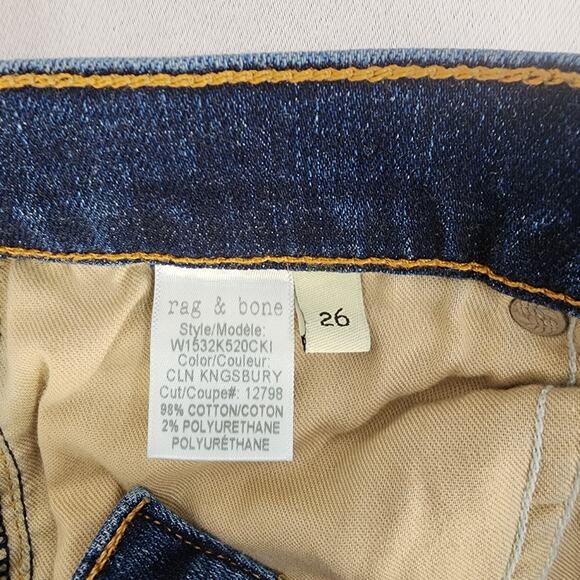 rag & bone
Style/Modèle:
W1532K520CKI
Color/Couleur:
CLN KNGSBURY
Cut/Coupe#: 12798
98% COTTON/COTON
2% POLYURETHANE
POLYURÉTHANE
26